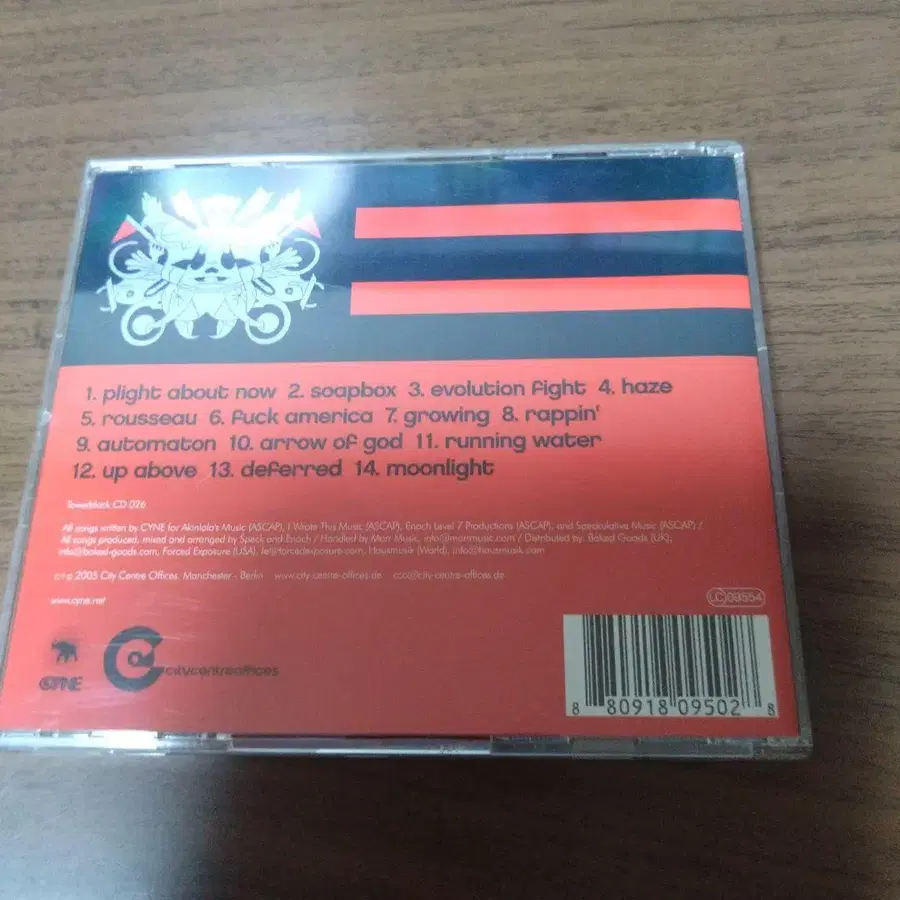 1. plight about now 2. soapbox 3. evolution fight 4. haze
5. rousseau 6. fuck america 7. growing 8. rappin'
9. automaton 10. arrow of god 11. running water
12. up above 13. deferred 14. moonlight
Towerblock CD 026
All songs written by CYNE for Akinlolo's Music (ASCAP), I Wrote This Music (ASCAP), Enoch Level 7 Productions (ASCAP), and Speckulative Music (ASCAP) /
All songs produced, mixed and arranged by Speck and Enoch / Handled by Morr Music, info@morrmusic.com / Distributed by: Baked Goods (UK),
info@baked-goods.com, Forced Exposure (USA), le@forcedexposure.com, Hausmusik (World), info@hausmusik.com
©+℗ 2005 City Centre Offices. Manchester - Berlin www.city-centre-offices.de cco@city-centre-offices.de
www.cyne.net
LC 09554
CYNE
citycentreoffices
8 80918 09502 8